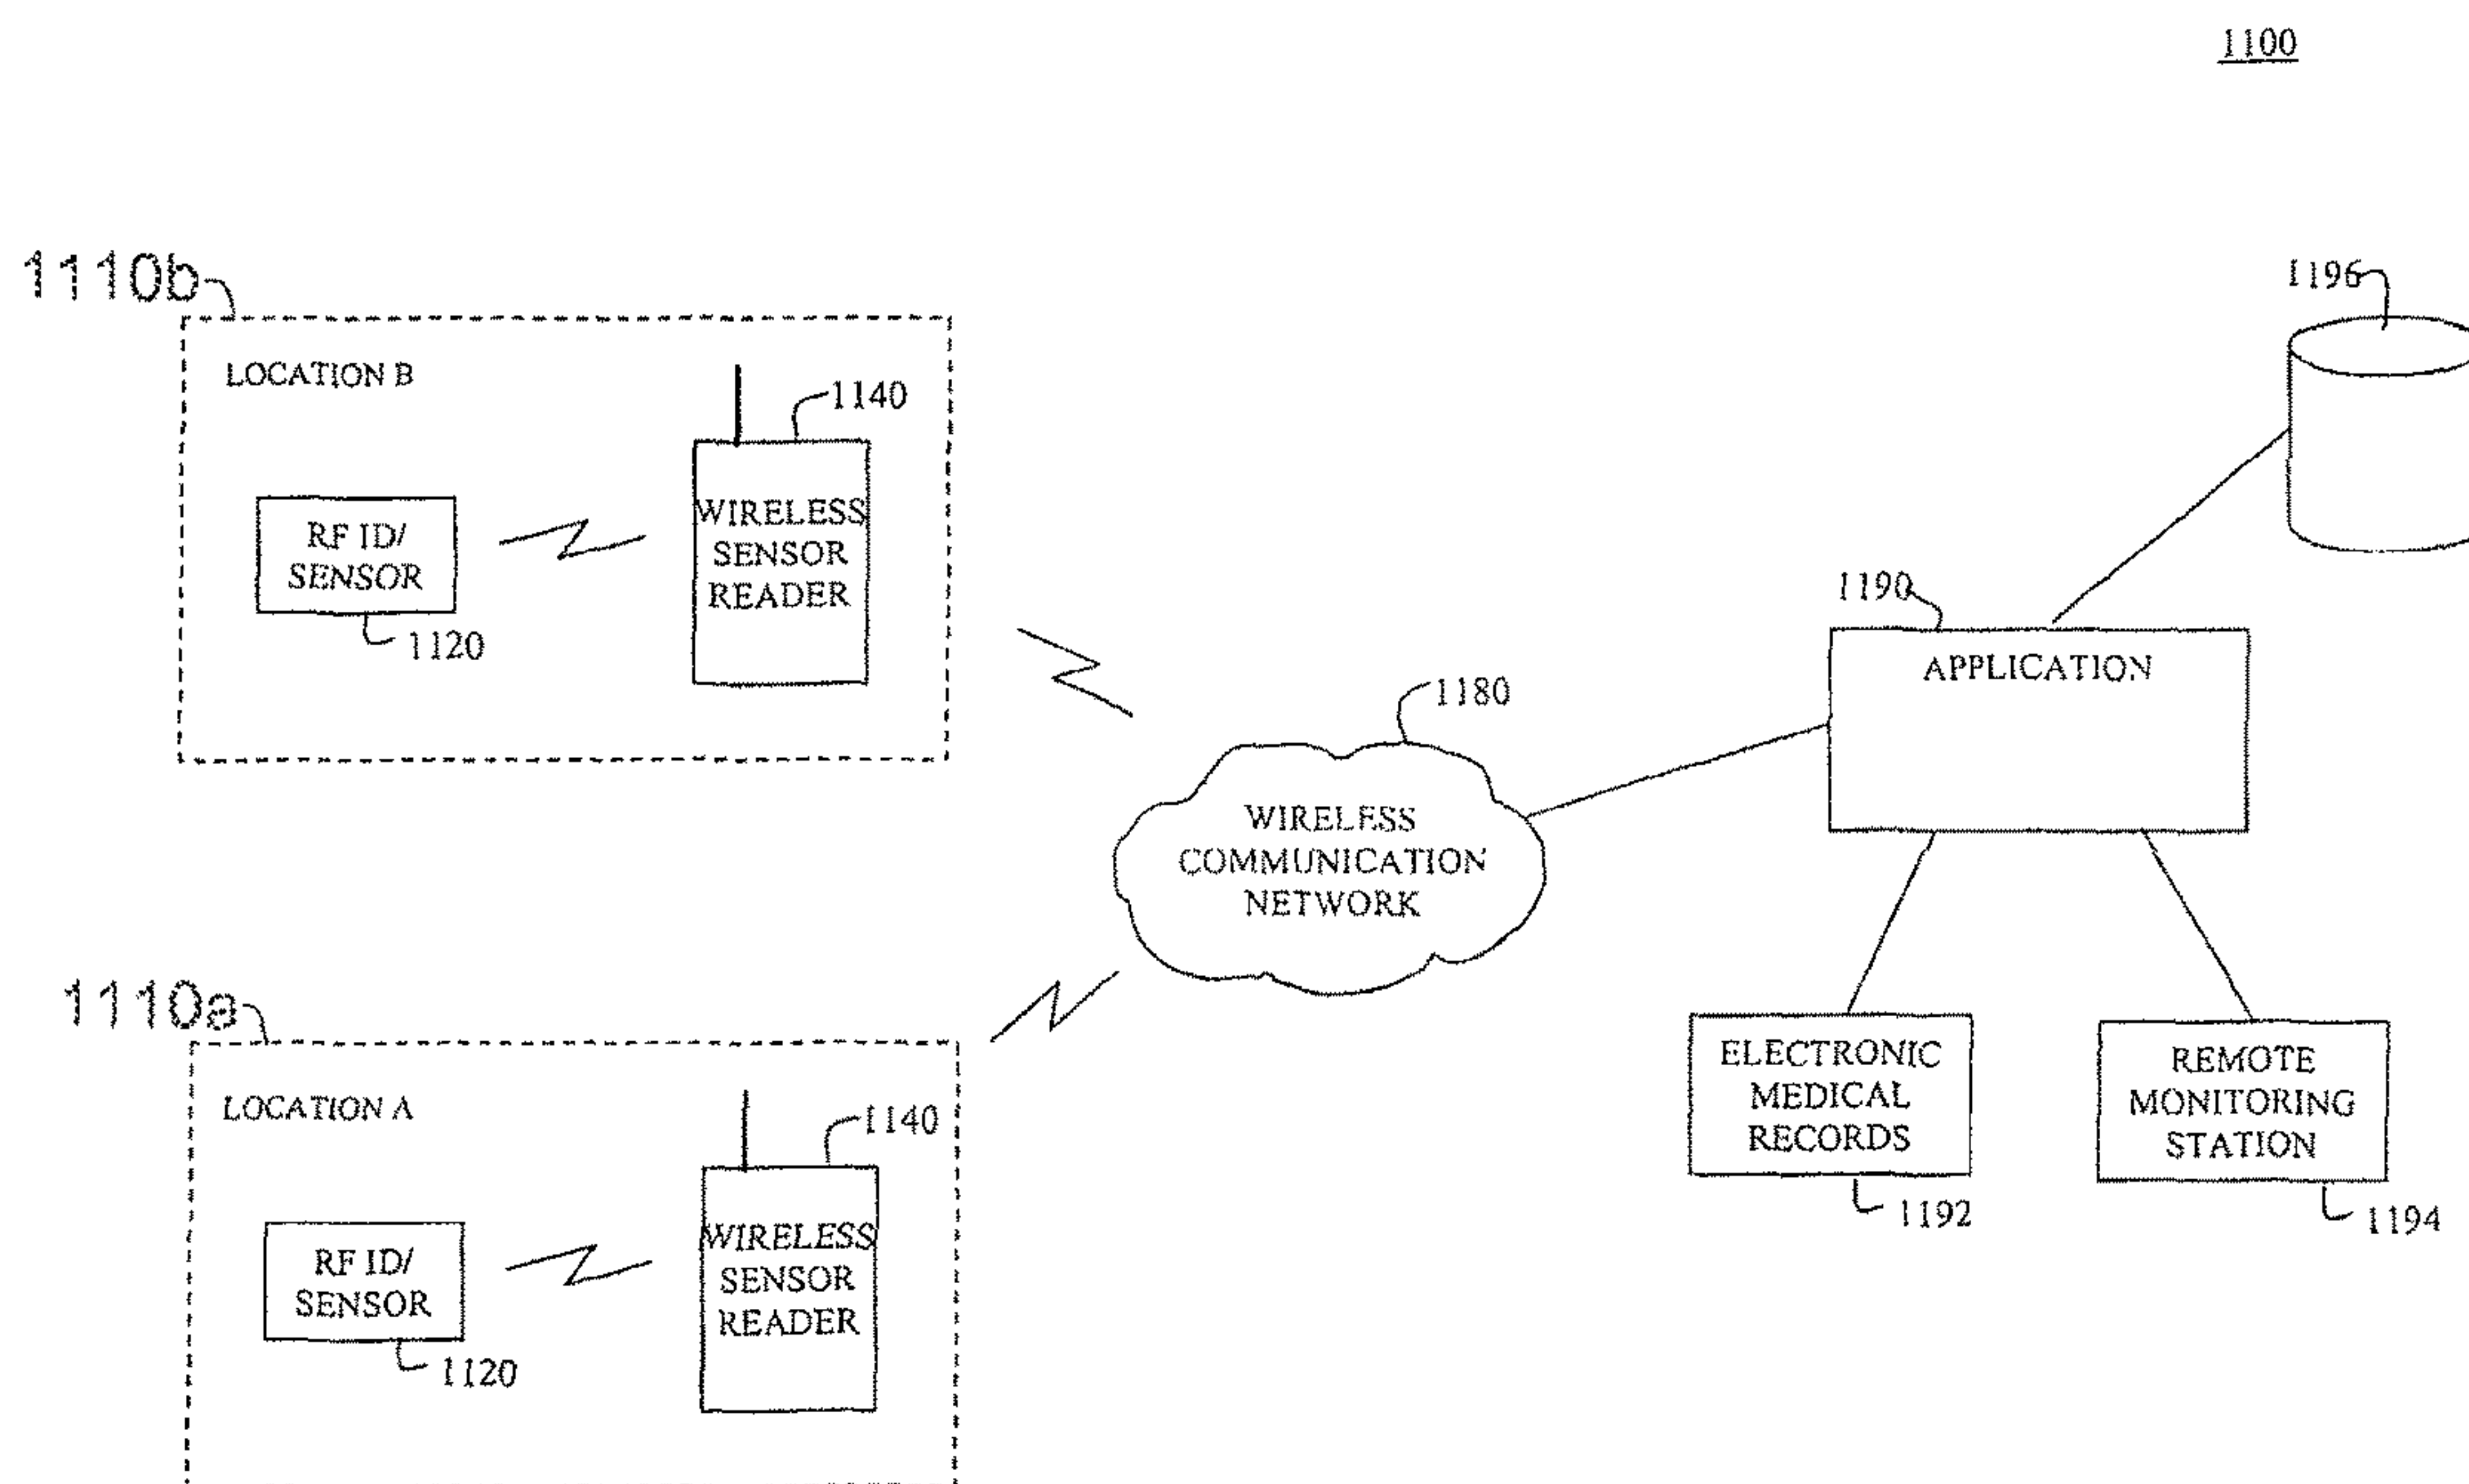 1100
1110b
1196
LOCATION B
1140
RF ID/
SENSOR
WIRELESS
SENSOR
READER
1120
1190
APPLICATION
1180
WIRELESS
COMMUNICATION
NETWORK
1110a
LOCATION A
1140
RF ID/
SENSOR
WIRELESS
SENSOR
READER
1120
ELECTRONIC
MEDICAL
RECORDS
1192
REMOTE
MONITORING
STATION
1194